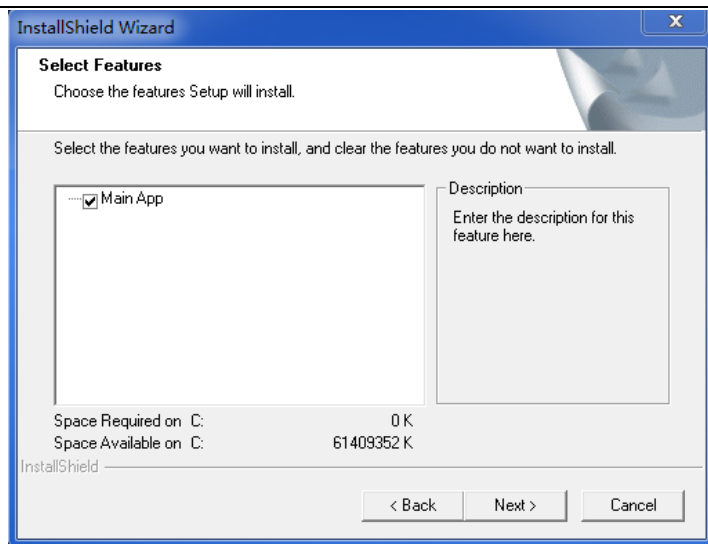 InstallShield Wizard
Select Features
Choose the features Setup will install.
Select the features you want to install, and clear the features you do not want to install.
Main App
Description
Enter the description for this
feature here.
Space Required on C: 0 K
Space Available on C: 61409352 K
InstallShield
< Back Next > Cancel